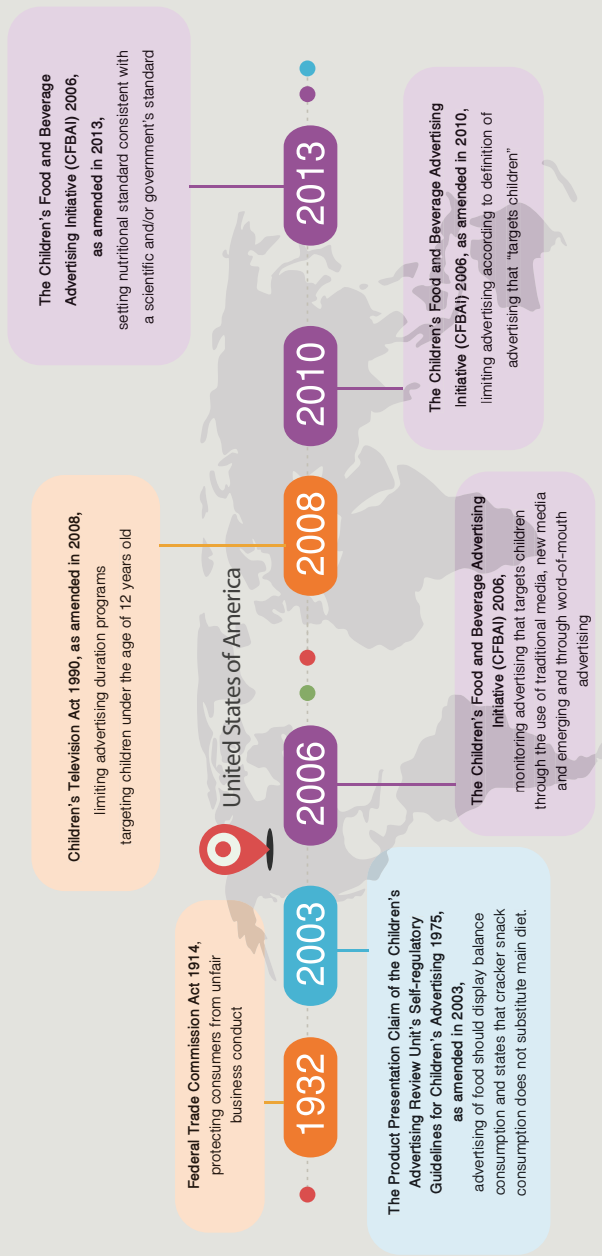 Federal Trade Commission Act 1914,
protecting consumers from unfair
business conduct
1932
2003
The Product Presentation Claim of the Children's
Advertising Review Unit's Self-regulatory
Guidelines for Children's Advertising 1975,
as amended in 2003,
advertising of food should display balance
consumption and states that cracker snack
consumption does not substitute main diet.
United States of America
2006
The Children's Food and Beverage Advertising
Initiative (CFBAI) 2006,
monitoring advertising that targets children
through the use of traditional media, new media
and emerging and through word-of-mouth
advertising
Children's Television Act 1990, as amended in 2008,
limiting advertising duration programs
targeting children under the age of 12 years old
2008
2010
The Children's Food and Beverage Advertising
Initiative (CFBAI) 2006, as amended in 2010,
limiting advertising according to definition of
advertising that “targets children”
The Children's Food and Beverage
Advertising Initiative (CFBAI) 2006,
as amended in 2013,
setting nutritional standard consistent with
a scientific and/or government's standard
2013